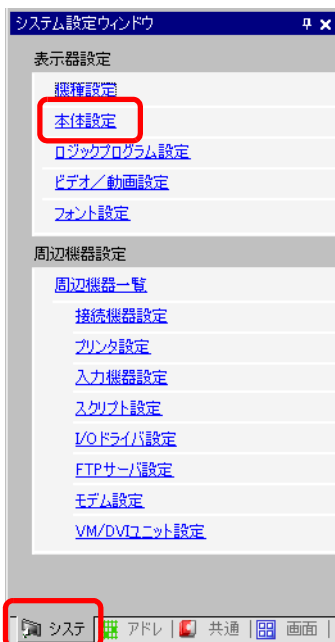 システム設定ウィンドウ
表示器設定
機種設定
本体設定
ロジックプログラム設定
ビデオ／動画設定
フォント設定
周辺機器設定
周辺機器一覧
接続機器設定
プリンタ設定
入力機器設定
スクリプト設定
I/Oドライバ設定
FTPサーバ設定
モデム設定
VM/DVIユニット設定
システ アドレ 共通 画面